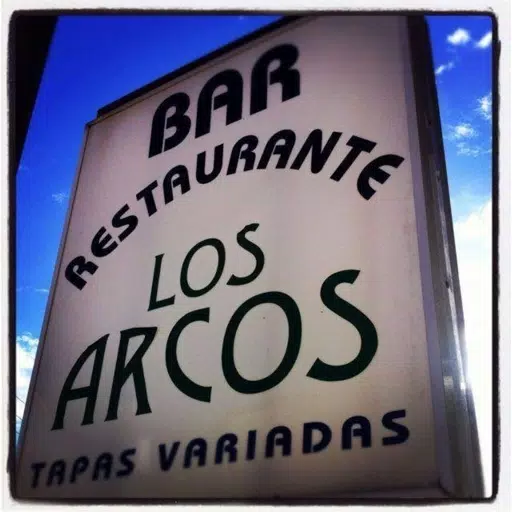 BAR
RESTAURANTE
LOS
ARCOS
TAPAS VARIADAS